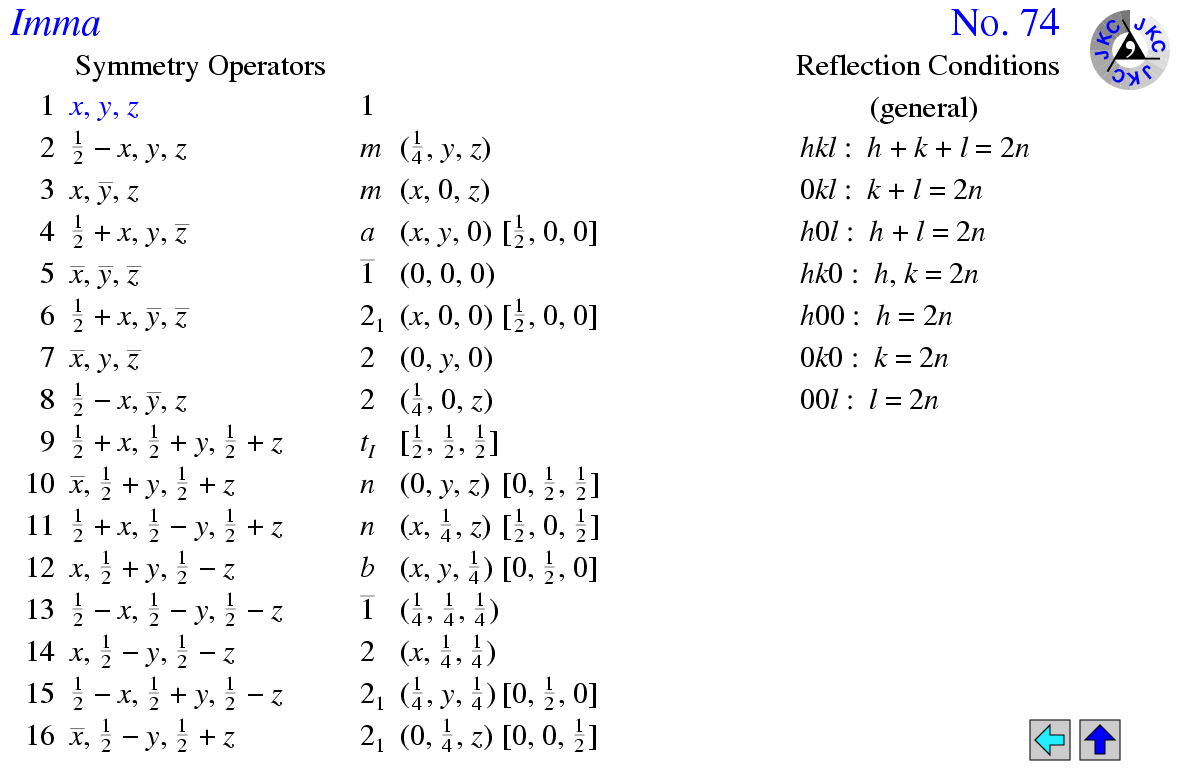 Imma No. 74
JKC JKC JKC
Symmetry Operators Reflection Conditions
1 x, y, z 1 (general)
2 1/2 − x, y, z m (1/4, y, z) hkl : h + k + l = 2n
3 x, y̅, z m (x, 0, z) 0kl : k + l = 2n
4 1/2 + x, y, z̅ a (x, y, 0) [1/2, 0, 0] h0l : h + l = 2n
5 x̅, y̅, z̅ 1̅ (0, 0, 0) hk0 : h, k = 2n
6 1/2 + x, y̅, z̅ 2₁ (x, 0, 0) [1/2, 0, 0] h00 : h = 2n
7 x̅, y, z̅ 2 (0, y, 0) 0k0 : k = 2n
8 1/2 − x, y̅, z 2 (1/4, 0, z) 00l : l = 2n
9 1/2 + x, 1/2 + y, 1/2 + z t_I [1/2, 1/2, 1/2]
10 x̅, 1/2 + y, 1/2 + z n (0, y, z) [0, 1/2, 1/2]
11 1/2 + x, 1/2 − y, 1/2 + z n (x, 1/4, z) [1/2, 0, 1/2]
12 x, 1/2 + y, 1/2 − z b (x, y, 1/4) [0, 1/2, 0]
13 1/2 − x, 1/2 − y, 1/2 − z 1̅ (1/4, 1/4, 1/4)
14 x, 1/2 − y, 1/2 − z 2 (x, 1/4, 1/4)
15 1/2 − x, 1/2 + y, 1/2 − z 2₁ (1/4, y, 1/4) [0, 1/2, 0]
16 x̅, 1/2 − y, 1/2 + z 2₁ (0, 1/4, z) [0, 0, 1/2]